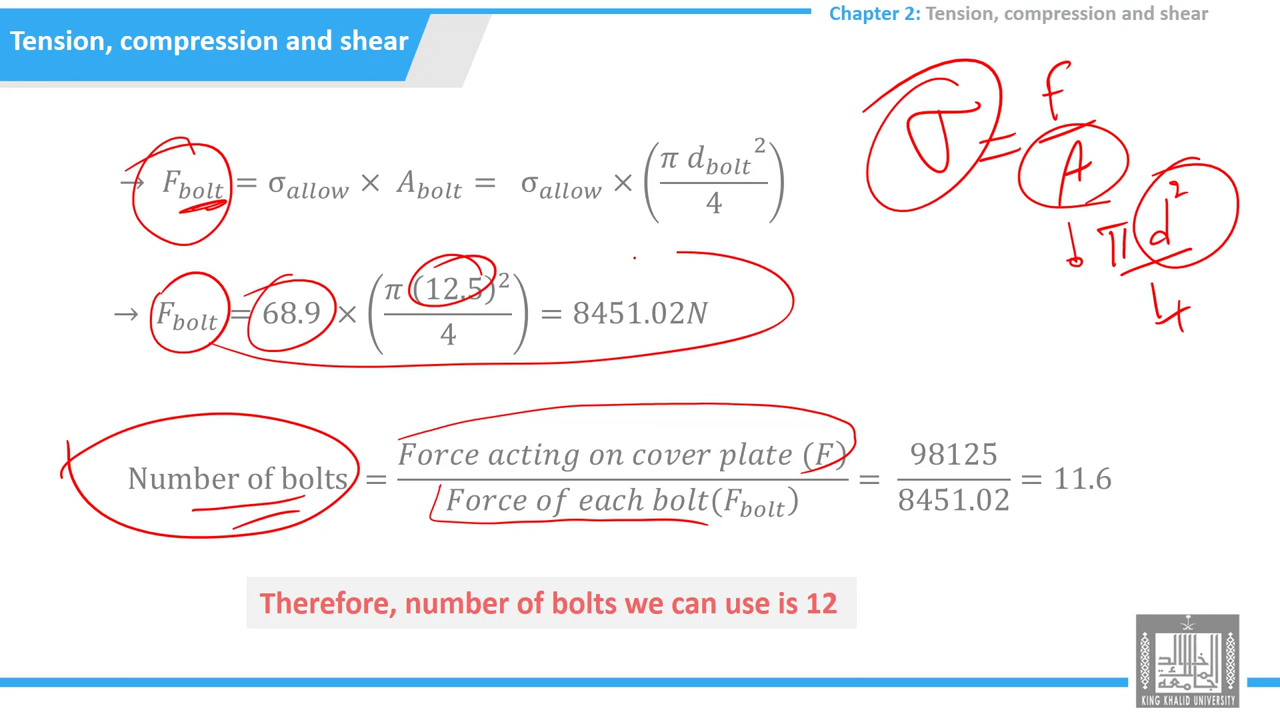 Chapter 2: Tension, compression and shear
Tension, compression and shear
→ F_bolt = σ_allow × A_bolt = σ_allow × (π d_bolt² / 4)
→ F_bolt = 68.9 × (π (12.5)² / 4) = 8451.02N
Number of bolts = Force acting on cover plate (F) / Force of each bolt(F_bolt) = 98125 / 8451.02 = 11.6
Therefore, number of bolts we can use is 12
σ = f / A
π d² / 4
جامعة الملك خالد
KING KHALID UNIVERSITY